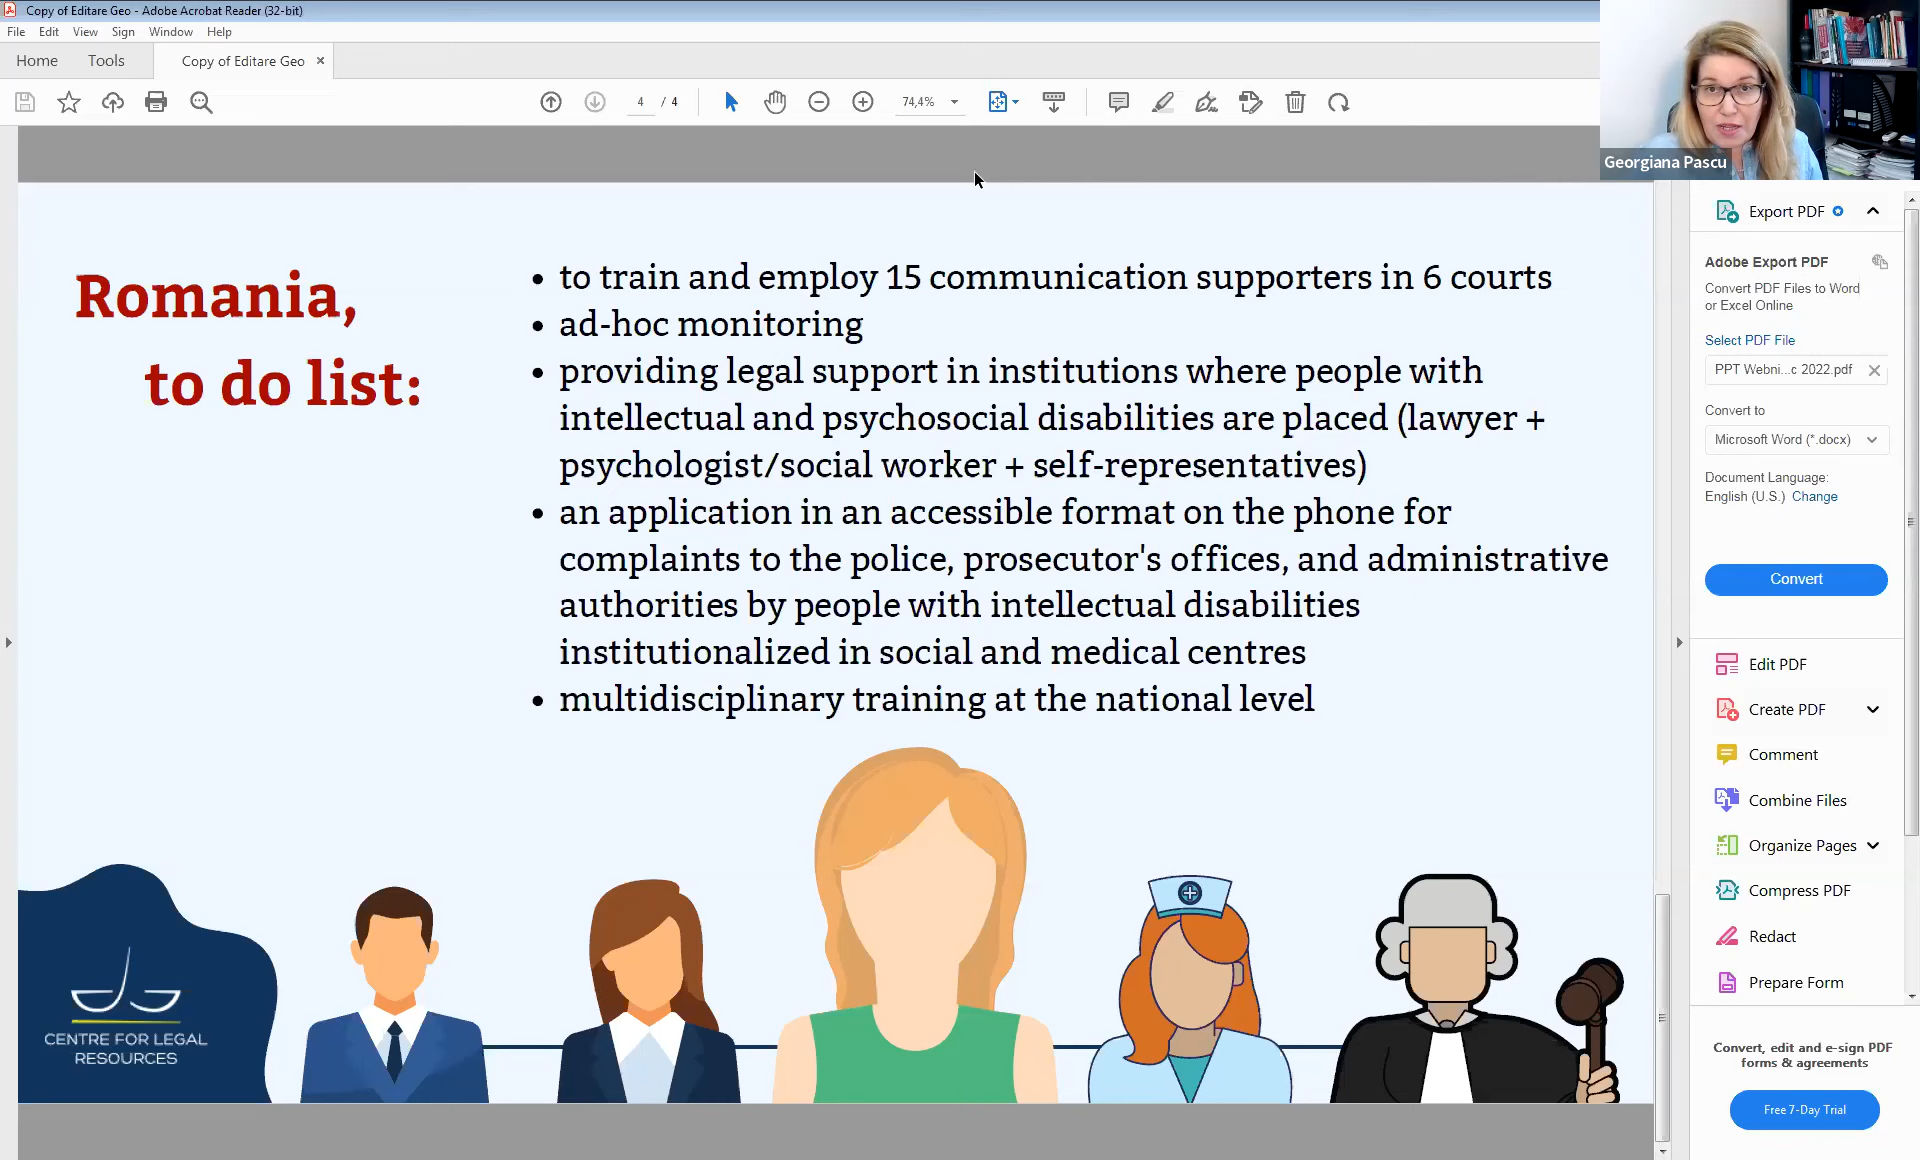 Copy of Editare Geo - Adobe Acrobat Reader (32-bit)
File Edit View Sign Window Help
Home Tools Copy of Editare Geo ×
4 / 4 74,4%
Georgiana Pascu
Romania,
to do list:
• to train and employ 15 communication supporters in 6 courts
• ad-hoc monitoring
• providing legal support in institutions where people with
intellectual and psychosocial disabilities are placed (lawyer +
psychologist/social worker + self-representatives)
• an application in an accessible format on the phone for
complaints to the police, prosecutor's offices, and administrative
authorities by people with intellectual disabilities
institutionalized in social and medical centres
• multidisciplinary training at the national level
CENTRE FOR LEGAL
RESOURCES
Export PDF
Adobe Export PDF
Convert PDF Files to Word
or Excel Online
Select PDF File
PPT Webni...c 2022.pdf
Convert to
Microsoft Word (*.docx)
Document Language:
English (U.S.) Change
Convert
Edit PDF
Create PDF
Comment
Combine Files
Organize Pages
Compress PDF
Redact
Prepare Form
Convert, edit and e-sign PDF
forms & agreements
Free 7-Day Trial